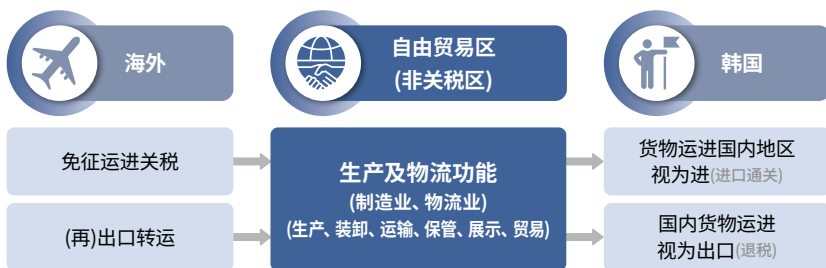 海外
自由贸易区
(非关税区)
韩国
免征运进关税
(再)出口转运
生产及物流功能
(制造业、物流业)
(生产、装卸、运输、保管、展示、贸易)
货物运进国内地区
视为进(进口通关)
国内货物运进
视为出口(退税)